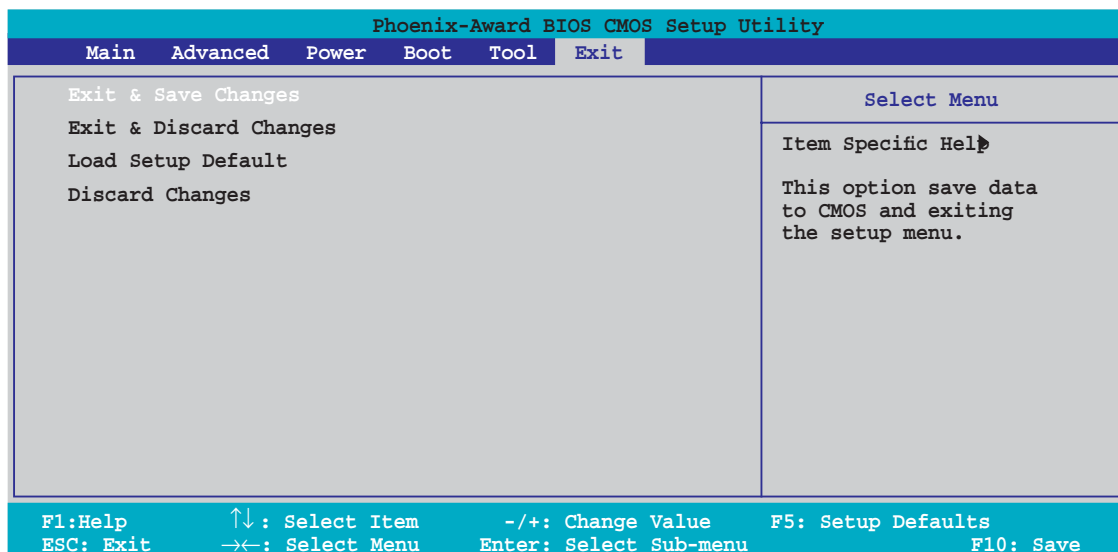 Phoenix-Award BIOS CMOS Setup Utility
Main Advanced Power Boot Tool Exit
Exit & Save Changes
Exit & Discard Changes
Load Setup Default
Discard Changes
Select Menu
Item Specific Help
This option save data
to CMOS and exiting
the setup menu.
F1:Help ↑↓: Select Item -/+: Change Value F5: Setup Defaults
ESC: Exit →←: Select Menu Enter: Select Sub-menu F10: Save